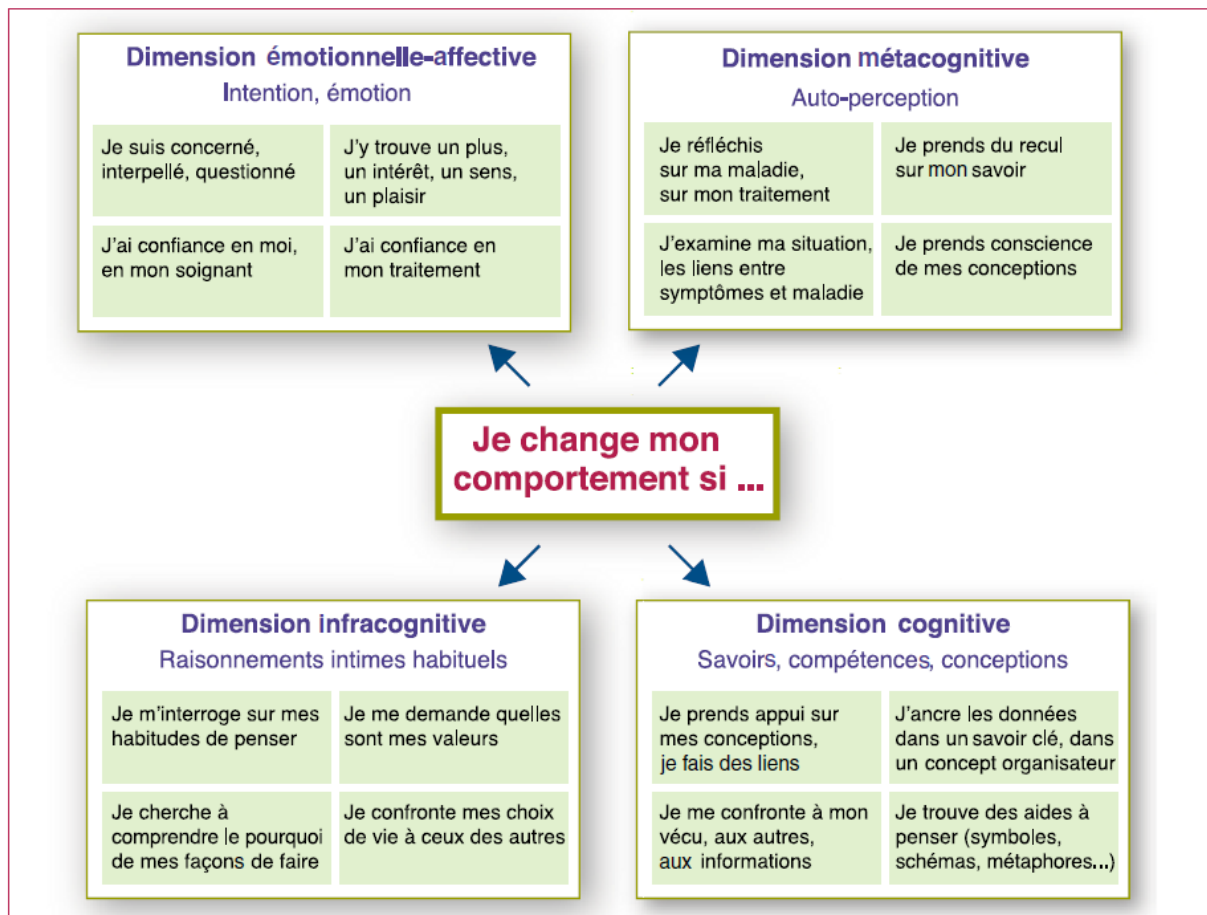 Dimension émotionnelle-affective
Intention, émotion
Je suis concerné,
interpellé, questionné
J'y trouve un plus,
un intérêt, un sens,
un plaisir
J'ai confiance en moi,
en mon soignant
J'ai confiance en
mon traitement
Dimension métacognitive
Auto-perception
Je réfléchis
sur ma maladie,
sur mon traitement
Je prends du recul
sur mon savoir
J'examine ma situation,
les liens entre
symptômes et maladie
Je prends conscience
de mes conceptions
Je change mon
comportement si ...
Dimension infracognitive
Raisonnements intimes habituels
Je m'interroge sur mes
habitudes de penser
Je me demande quelles
sont mes valeurs
Je cherche à
comprendre le pourquoi
de mes façons de faire
Je confronte mes choix
de vie à ceux des autres
Dimension cognitive
Savoirs, compétences, conceptions
Je prends appui sur
mes conceptions,
je fais des liens
J'ancre les données
dans un savoir clé, dans
un concept organisateur
Je me confronte à mon
vécu, aux autres,
aux informations
Je trouve des aides à
penser (symboles,
schémas, métaphores...)